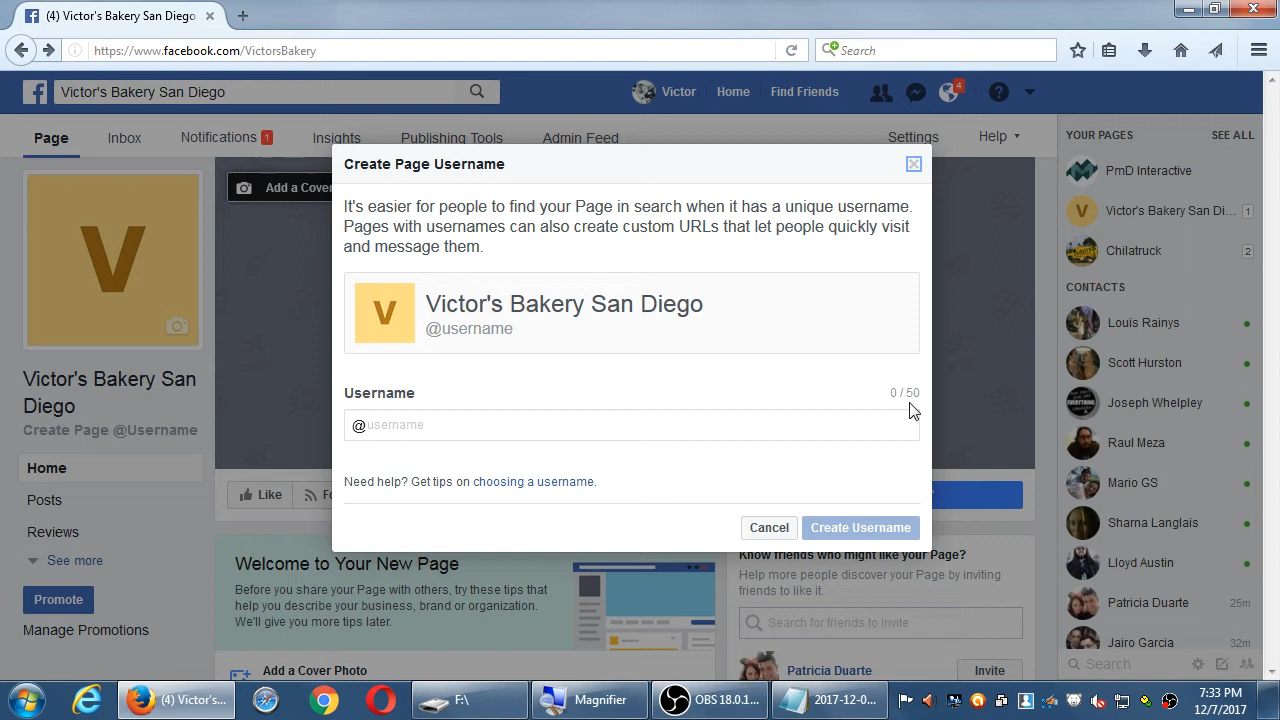 (4) Victor's Bakery San Diego
https://www.facebook.com/VictorsBakery
Search
Victor's Bakery San Diego
Victor
Home
Find Friends
4
Page
Inbox
Notifications 1
Insights
Publishing Tools
Admin Feed
Settings
Help
YOUR PAGES
SEE ALL
PmD Interactive
V
Victor's Bakery San Di... 1
Chilatruck 2
CONTACTS
Louis Rainys
Scott Hurston
Joseph Whelpley
Raul Meza
Mario GS
Sharna Langlais
Lloyd Austin
Patricia Duarte 25m
Jairo Garcia 32m
Search
V
Victor's Bakery San
Diego
Create Page @Username
Home
Posts
Reviews
See more
Promote
Manage Promotions
Add a Cover
Like
Create Page Username
It's easier for people to find your Page in search when it has a unique username.
Pages with usernames can also create custom URLs that let people quickly visit
and message them.
V
Victor's Bakery San Diego
@username
Username
0 / 50
@username
Need help? Get tips on choosing a username.
Cancel
Create Username
Welcome to Your New Page
Before you share your Page with others, try these tips that
help you describe your business, brand or organization.
We'll give you more tips later.
Add a Cover Photo
Know friends who might like your Page?
Help more people discover your Page by inviting
friends to like it.
Search for friends to invite
Patricia Duarte
Invite
(4) Victor's...
F:\
Magnifier
OBS 18.0.1...
2017-12-0...
7:33 PM
12/7/2017